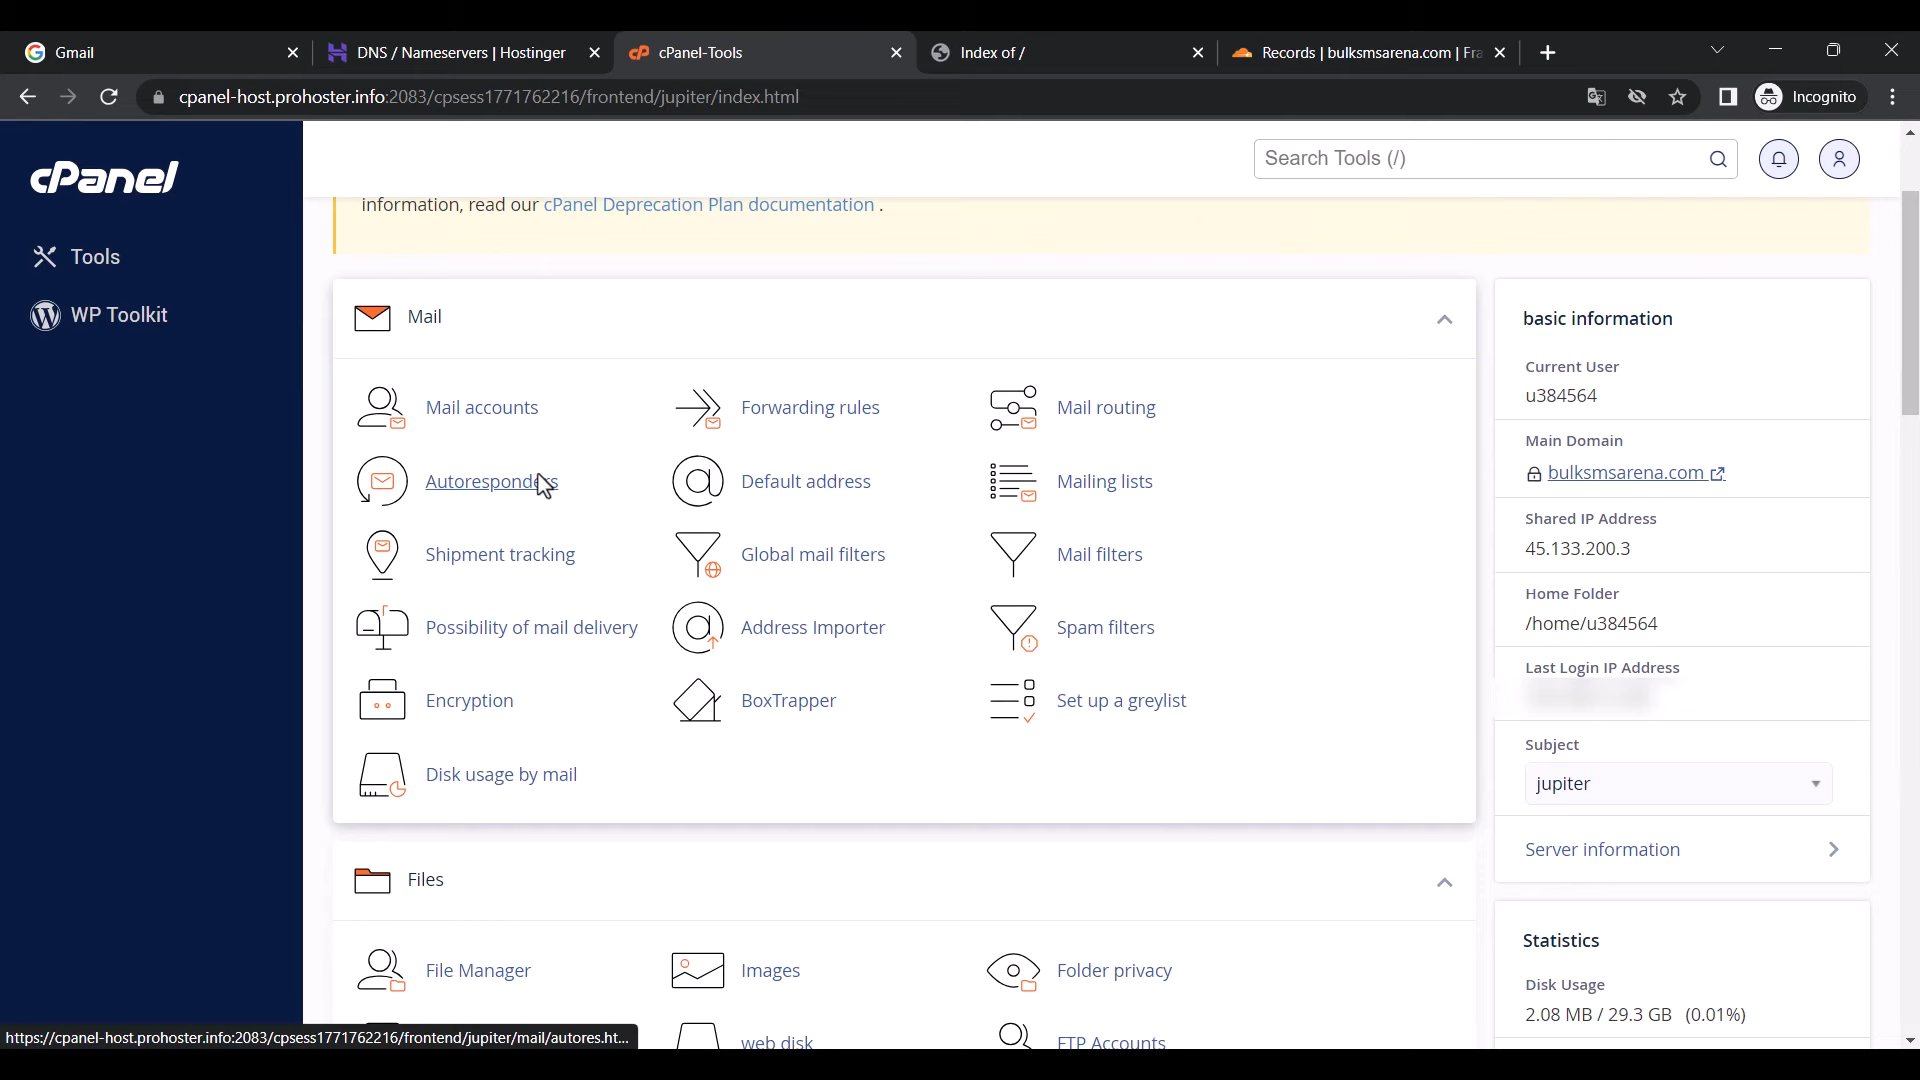 Gmail
DNS / Nameservers | Hostinger
cPanel-Tools
Index of /
Records | bulksmsarena.com | Fra
cpanel-host.prohoster.info:2083/cpsess1771762216/frontend/jupiter/index.html
Incognito
cPanel
Search Tools (/)
Tools
WP Toolkit
information, read our cPanel Deprecation Plan documentation .
Mail
Mail accounts
Forwarding rules
Mail routing
Autoresponders
Default address
Mailing lists
Shipment tracking
Global mail filters
Mail filters
Possibility of mail delivery
Address Importer
Spam filters
Encryption
BoxTrapper
Set up a greylist
Disk usage by mail
Files
File Manager
Images
Folder privacy
web disk
FTP Accounts
basic information
Current User
u384564
Main Domain
bulksmsarena.com
Shared IP Address
45.133.200.3
Home Folder
/home/u384564
Last Login IP Address
Subject
jupiter
Server information
Statistics
Disk Usage
2.08 MB / 29.3 GB (0.01%)
https://cpanel-host.prohoster.info:2083/cpsess1771762216/frontend/jupiter/mail/autores.ht...